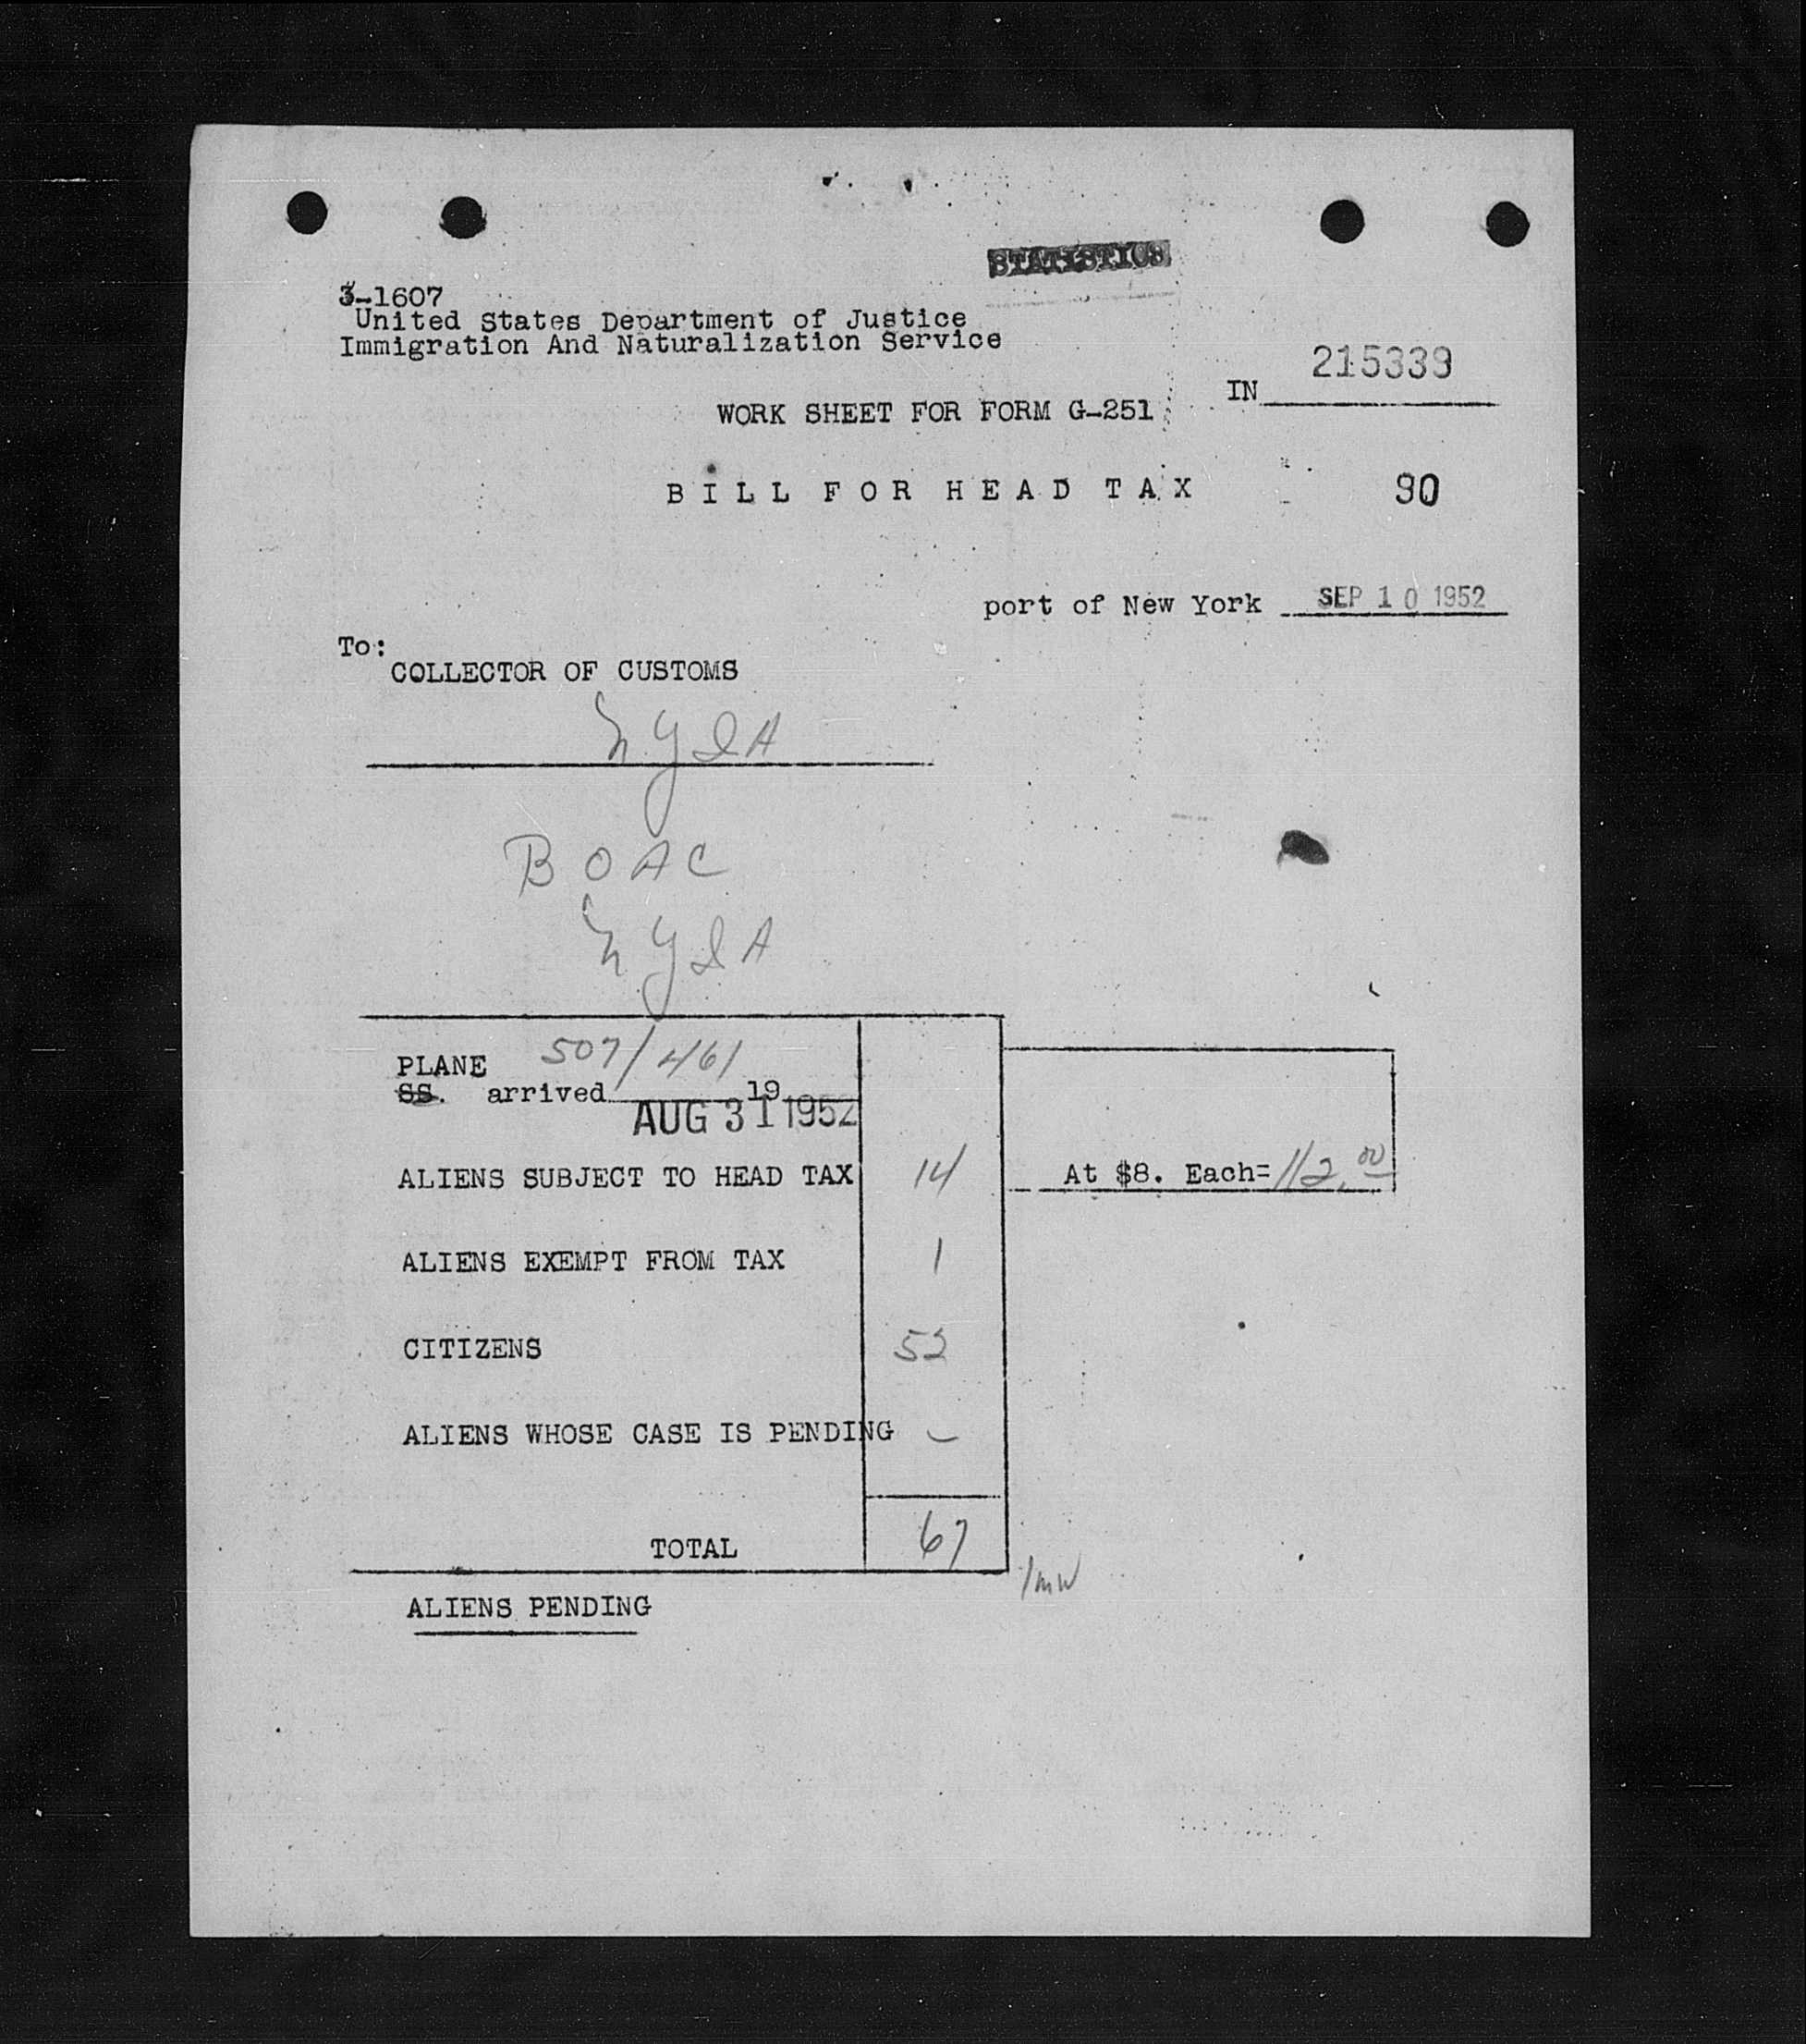 STATISTICS
3-1607
United States Department of Justice
Immigration And Naturalization Service
IN 215339
WORK SHEET FOR FORM G-251
BILL FOR HEAD TAX
90
port of New York SEP 10 1952
To:
COLLECTOR OF CUSTOMS
NYIA
BOAC
NYIA
PLANE 507/461
SS. arrived 19
AUG 31 1952
ALIENS SUBJECT TO HEAD TAX 14 At $8. Each= 112.00
ALIENS EXEMPT FROM TAX 1
CITIZENS 52
ALIENS WHOSE CASE IS PENDING -
TOTAL 67
ALIENS PENDING